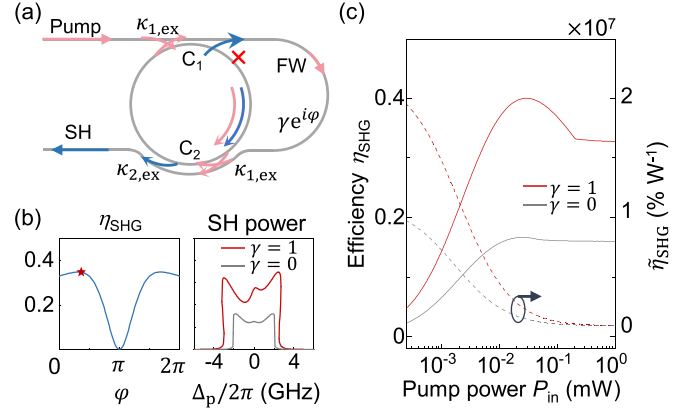 (a)
Pump
κ1,ex
C1
FW
γe^iφ
SH
C2
κ2,ex
κ1,ex
(b)
ηSHG
0.4
0.2
0
π
2π
φ
SH power
γ = 1
γ = 0
−4
0
4
Δp/2π (GHz)
(c)
×10^7
Efficiency ηSHG
0.4
0.2
0
γ = 1
γ = 0
2
1
0
η̃SHG (% W-1)
10^-3
10^-2
10^-1
10^0
Pump power Pin (mW)